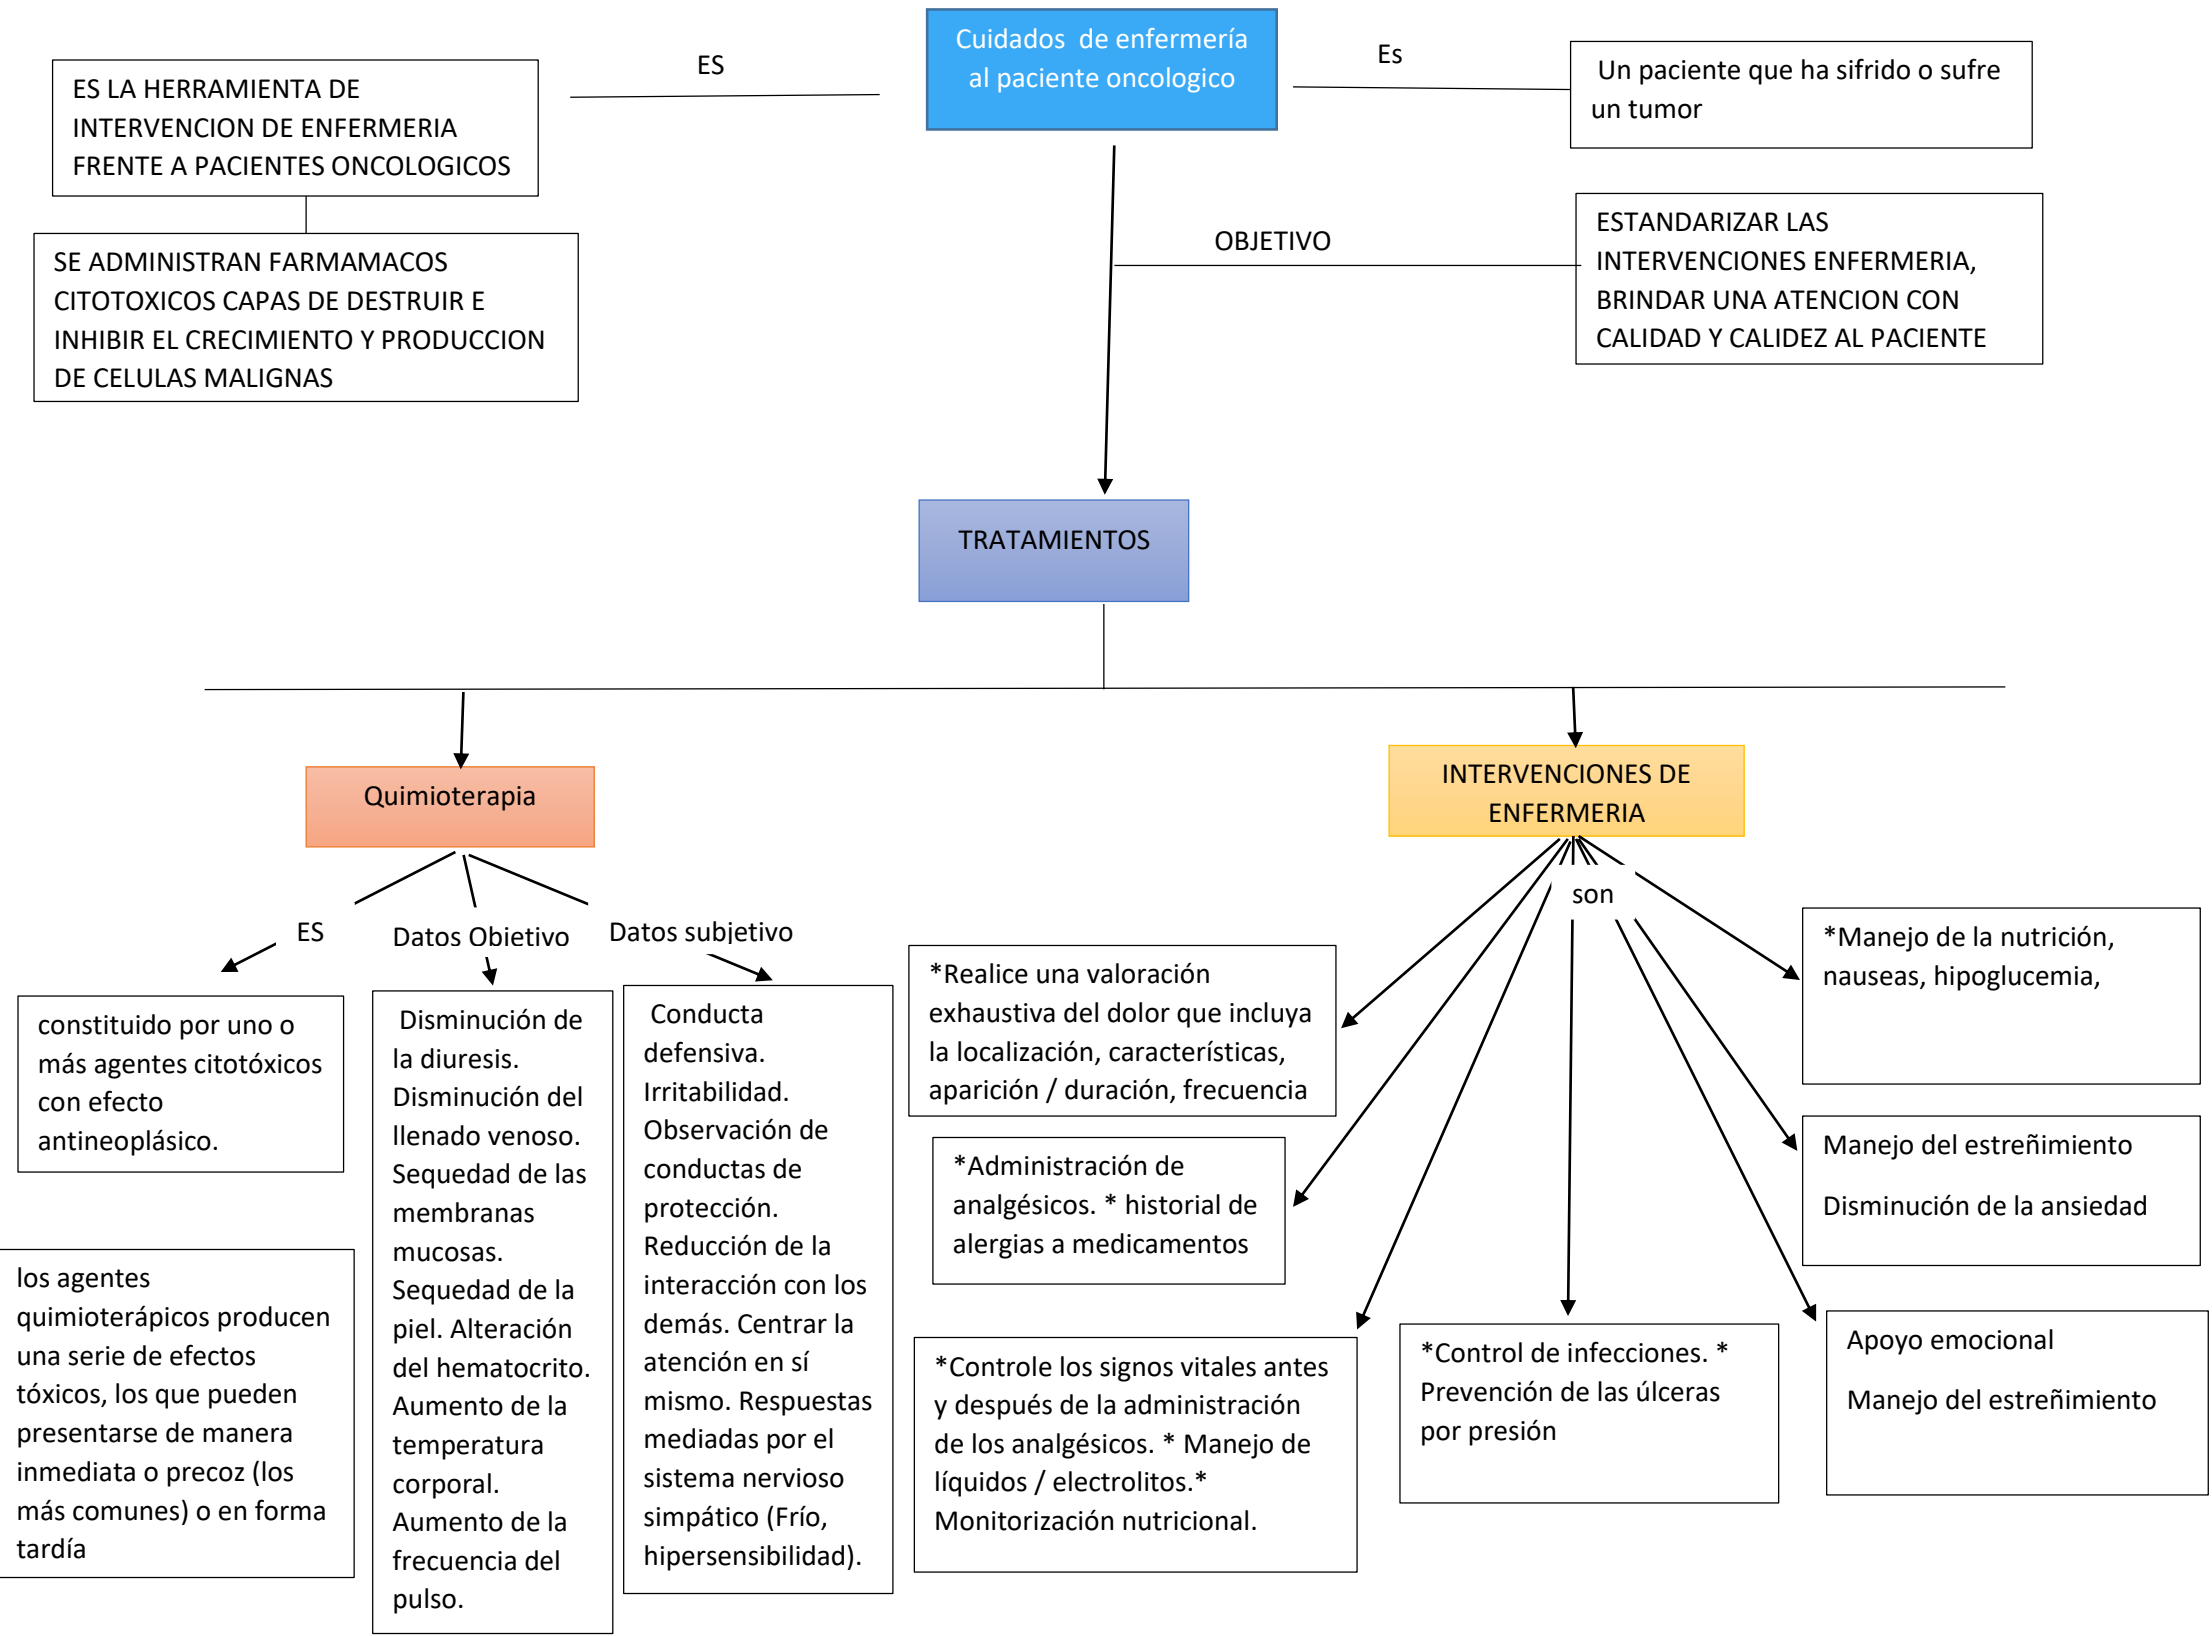 Cuidados de enfermería
al paciente oncologico
ES
Es
ES LA HERRAMIENTA DE
INTERVENCION DE ENFERMERIA
FRENTE A PACIENTES ONCOLOGICOS
Un paciente que ha sifrido o sufre
un tumor
SE ADMINISTRAN FARMAMACOS
CITOTOXICOS CAPAS DE DESTRUIR E
INHIBIR EL CRECIMIENTO Y PRODUCCION
DE CELULAS MALIGNAS
OBJETIVO
ESTANDARIZAR LAS
INTERVENCIONES ENFERMERIA,
BRINDAR UNA ATENCION CON
CALIDAD Y CALIDEZ AL PACIENTE
TRATAMIENTOS
Quimioterapia
ES
Datos Obietivo
Datos subjetivo
constituido por uno o
más agentes citotóxicos
con efecto
antineoplásico.
los agentes
quimioterápicos producen
una serie de efectos
tóxicos, los que pueden
presentarse de manera
inmediata o precoz (los
más comunes) o en forma
tardía
Disminución de
la diuresis.
Disminución del
llenado venoso.
Sequedad de las
membranas
mucosas.
Sequedad de la
piel. Alteración
del hematocrito.
Aumento de la
temperatura
corporal.
Aumento de la
frecuencia del
pulso.
Conducta
defensiva.
Irritabilidad.
Observación de
conductas de
protección.
Reducción de la
interacción con los
demás. Centrar la
atención en sí
mismo. Respuestas
mediadas por el
sistema nervioso
simpático (Frío,
hipersensibilidad).
INTERVENCIONES DE
ENFERMERIA
son
*Realice una valoración
exhaustiva del dolor que incluya
la localización, características,
aparición / duración, frecuencia
*Administración de
analgésicos. * historial de
alergias a medicamentos
*Controle los signos vitales antes
y después de la administración
de los analgésicos. * Manejo de
líquidos / electrolitos.*
Monitorización nutricional.
*Control de infecciones. *
Prevención de las úlceras
por presión
*Manejo de la nutrición,
nauseas, hipoglucemia,
Manejo del estreñimiento
Disminución de la ansiedad
Apoyo emocional
Manejo del estreñimiento